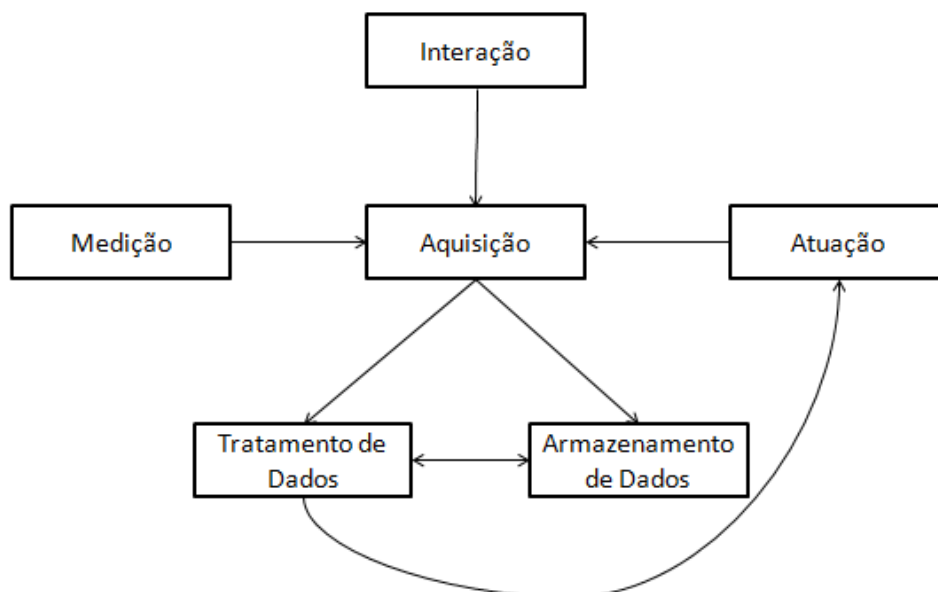 Interação
Medição
Aquisição
Atuação
Tratamento de
Dados
Armazenamento
de Dados